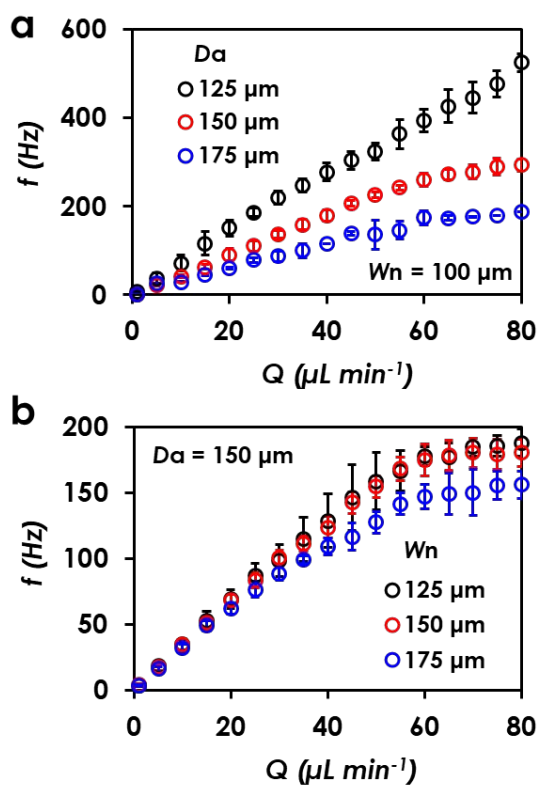 a
600
400
200
0
f (Hz)
Da
125 µm
150 µm
175 µm
Wn = 100 µm
0 20 40 60 80
Q (µL min⁻¹)
b
200
150
100
50
0
f (Hz)
Da = 150 µm
Wn
125 µm
150 µm
175 µm
0 20 40 60 80
Q (µL min⁻¹)